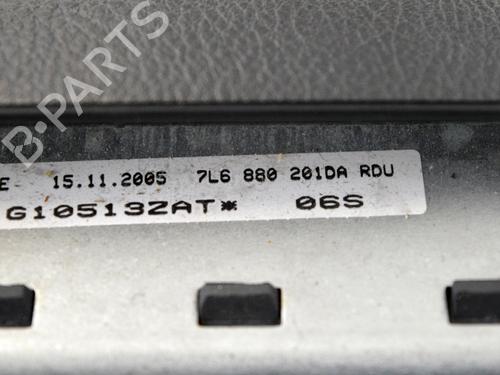 B-PARTS
E 15.11.2005 7L6 880 201DA RDU
G10513ZAT* 06S